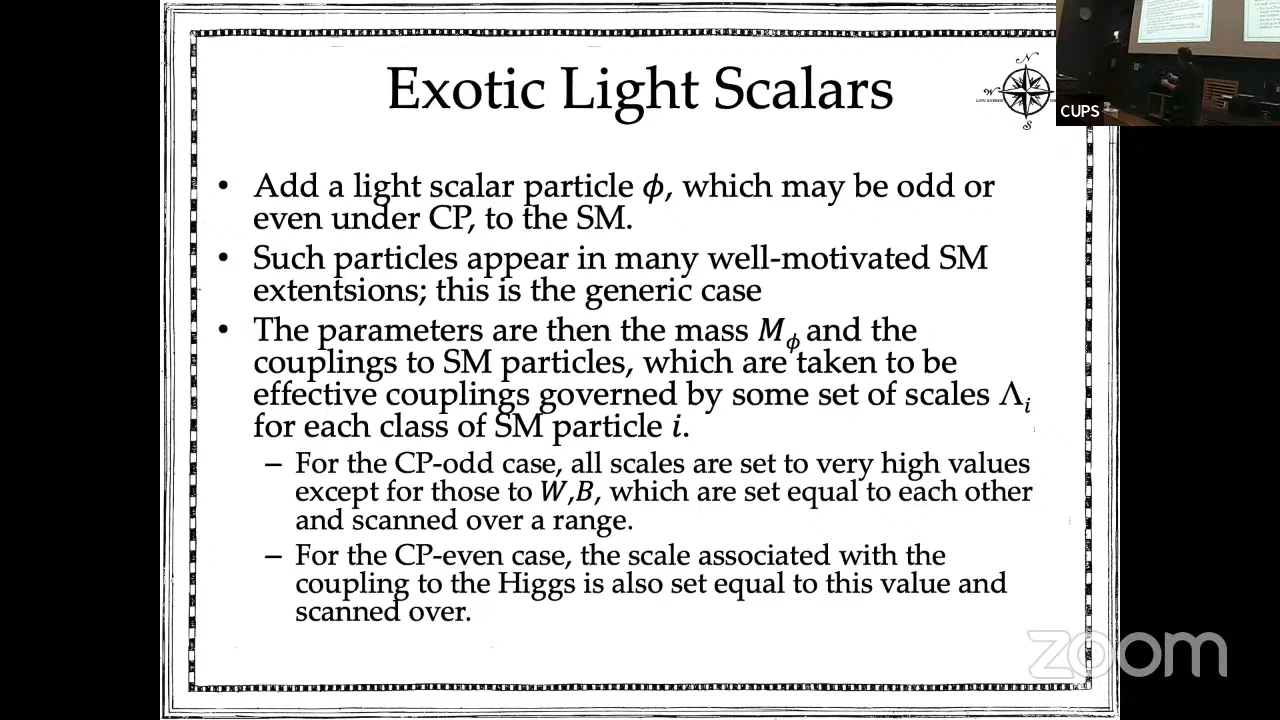 Exotic Light Scalars
N
W
S
CUPS
• Add a light scalar particle ϕ, which may be odd or
even under CP, to the SM.
• Such particles appear in many well-motivated SM
extentsions; this is the generic case
• The parameters are then the mass M_ϕ and the
couplings to SM particles, which are taken to be
effective couplings governed by some set of scales Λ_i
for each class of SM particle i.
– For the CP-odd case, all scales are set to very high values
except for those to W,B, which are set equal to each other
and scanned over a range.
– For the CP-even case, the scale associated with the
coupling to the Higgs is also set equal to this value and
scanned over.
zoom